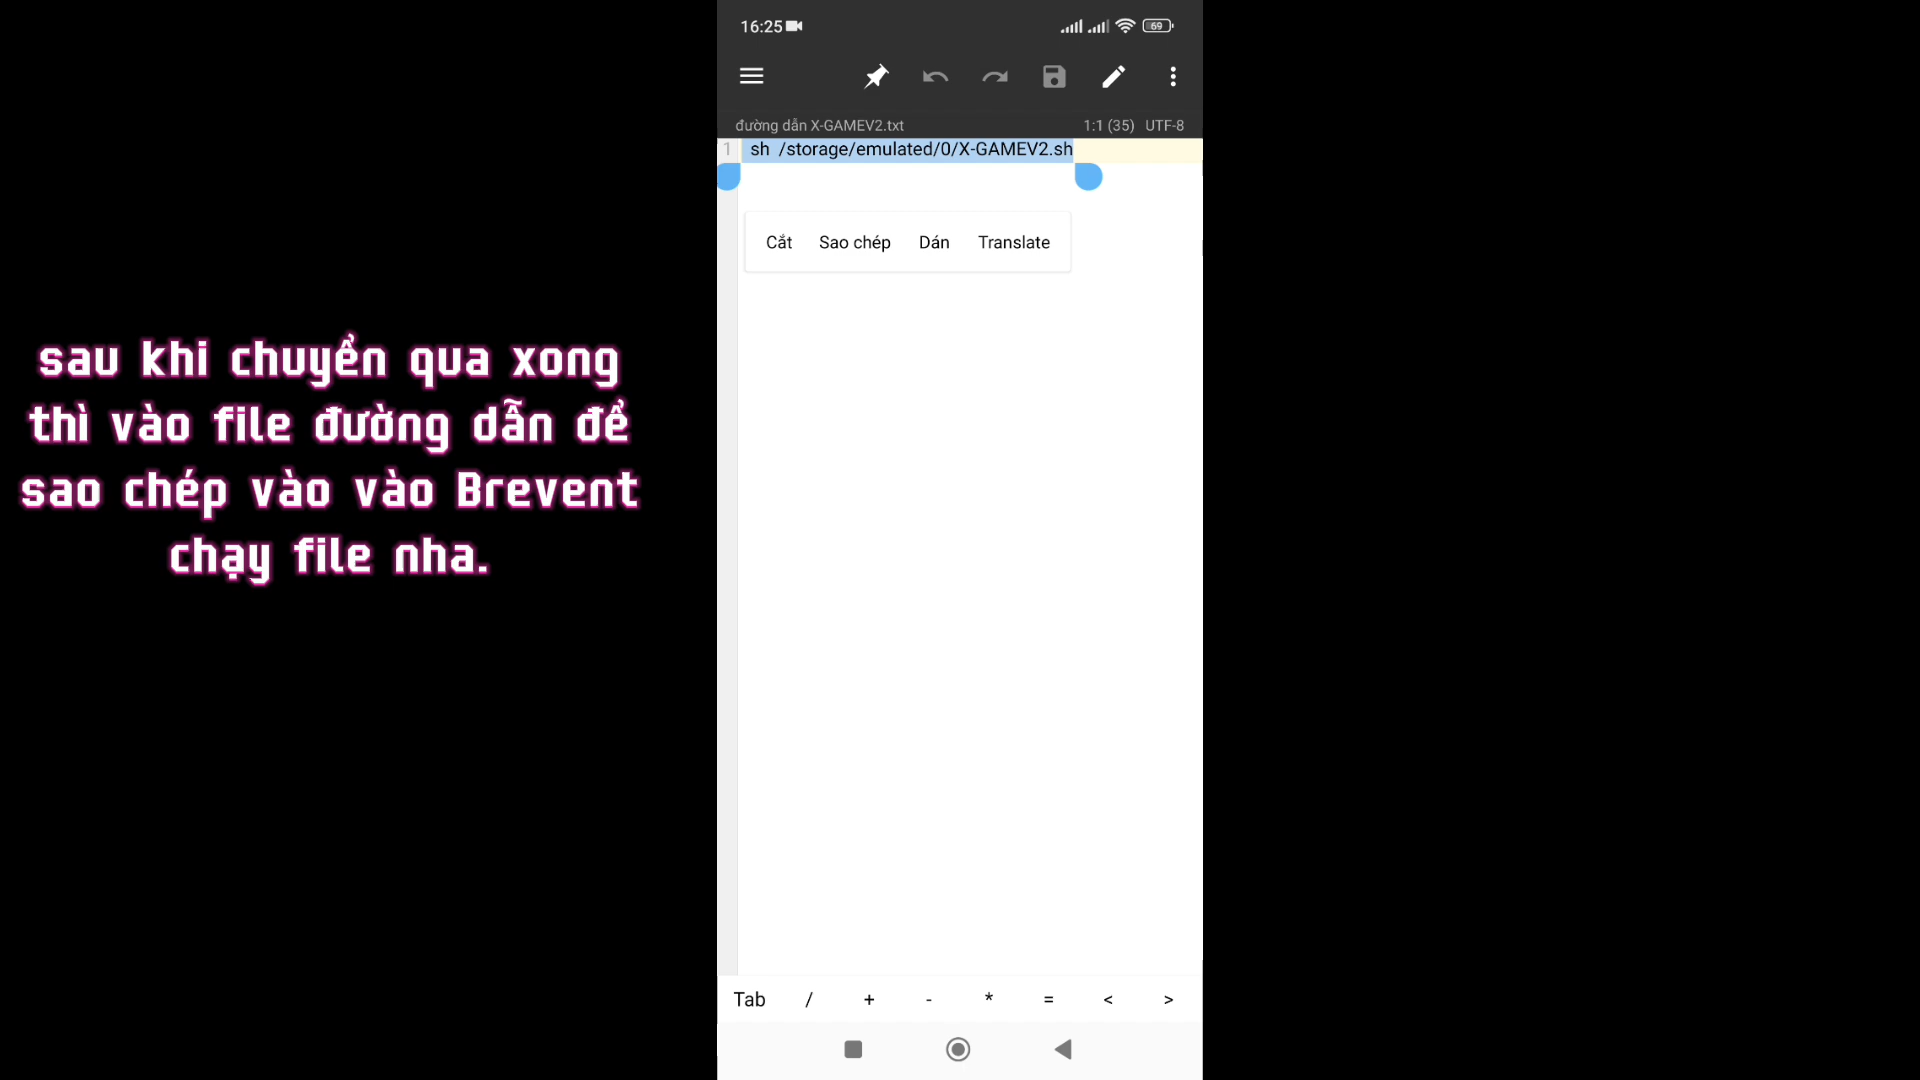 sau khi chuyển qua xong
thì vào file đường dẫn để
sao chép vào vào Brevent
chạy file nha.
16:25
69
đường dẫn X-GAMEV2.txt 1:1 (35) UTF-8
1 sh /storage/emulated/0/X-GAMEV2.sh
Cắt Sao chép Dán Translate
Tab / + - * = < >